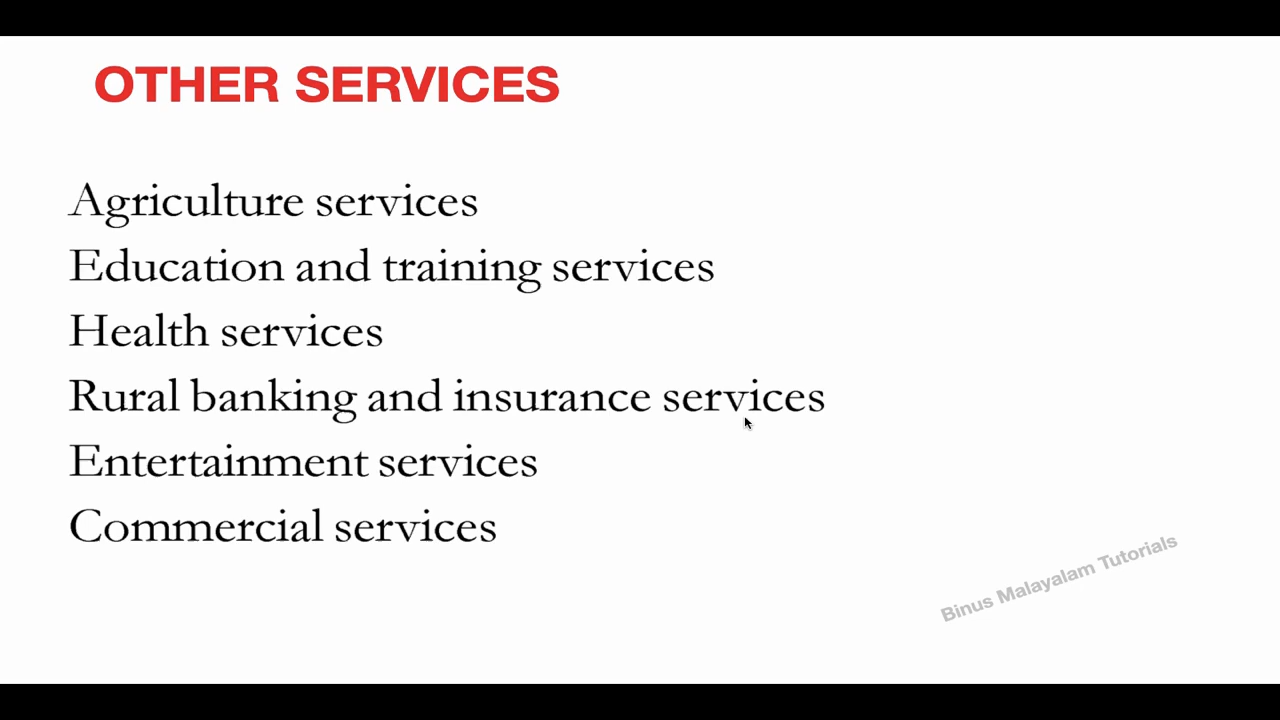 OTHER SERVICES
Agriculture services
Education and training services
Health services
Rural banking and insurance services
Entertainment services
Commercial services
Binus Malayalam Tutorials